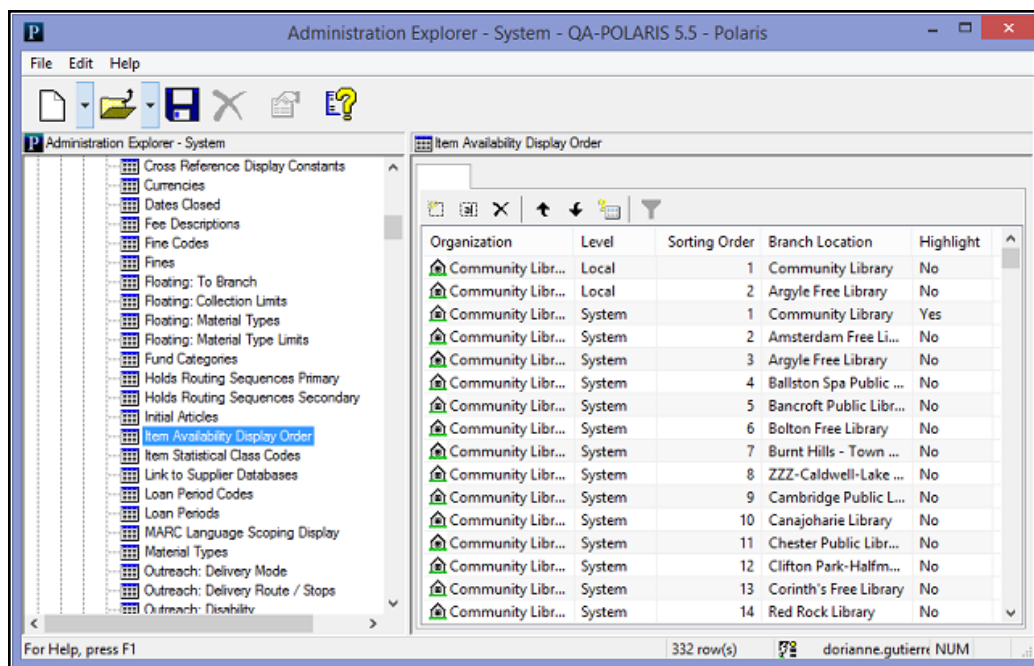 Administration Explorer - System - QA-POLARIS 5.5 - Polaris
File Edit Help
Administration Explorer - System
Cross Reference Display Constants
Currencies
Dates Closed
Fee Descriptions
Fine Codes
Fines
Floating: To Branch
Floating: Collection Limits
Floating: Material Types
Floating: Material Type Limits
Fund Categories
Holds Routing Sequences Primary
Holds Routing Sequences Secondary
Initial Articles
Item Availability Display Order
Item Statistical Class Codes
Link to Supplier Databases
Loan Period Codes
Loan Periods
MARC Language Scoping Display
Material Types
Outreach: Delivery Mode
Outreach: Delivery Route / Stops
Outreach: Disability
Item Availability Display Order
Organization Level Sorting Order Branch Location Highlight
Community Libr... Local 1 Community Library No
Community Libr... Local 2 Argyle Free Library No
Community Libr... System 1 Community Library Yes
Community Libr... System 2 Amsterdam Free Li... No
Community Libr... System 3 Argyle Free Library No
Community Libr... System 4 Ballston Spa Public ... No
Community Libr... System 5 Bancroft Public Libr... No
Community Libr... System 6 Bolton Free Library No
Community Libr... System 7 Burnt Hills - Town ... No
Community Libr... System 8 ZZZ-Caldwell-Lake ... No
Community Libr... System 9 Cambridge Public L... No
Community Libr... System 10 Canajoharie Library No
Community Libr... System 11 Chester Public Libr... No
Community Libr... System 12 Clifton Park-Halfm... No
Community Libr... System 13 Corinth's Free Library No
Community Libr... System 14 Red Rock Library No
For Help, press F1 332 row(s) dorianne.gutierre NUM